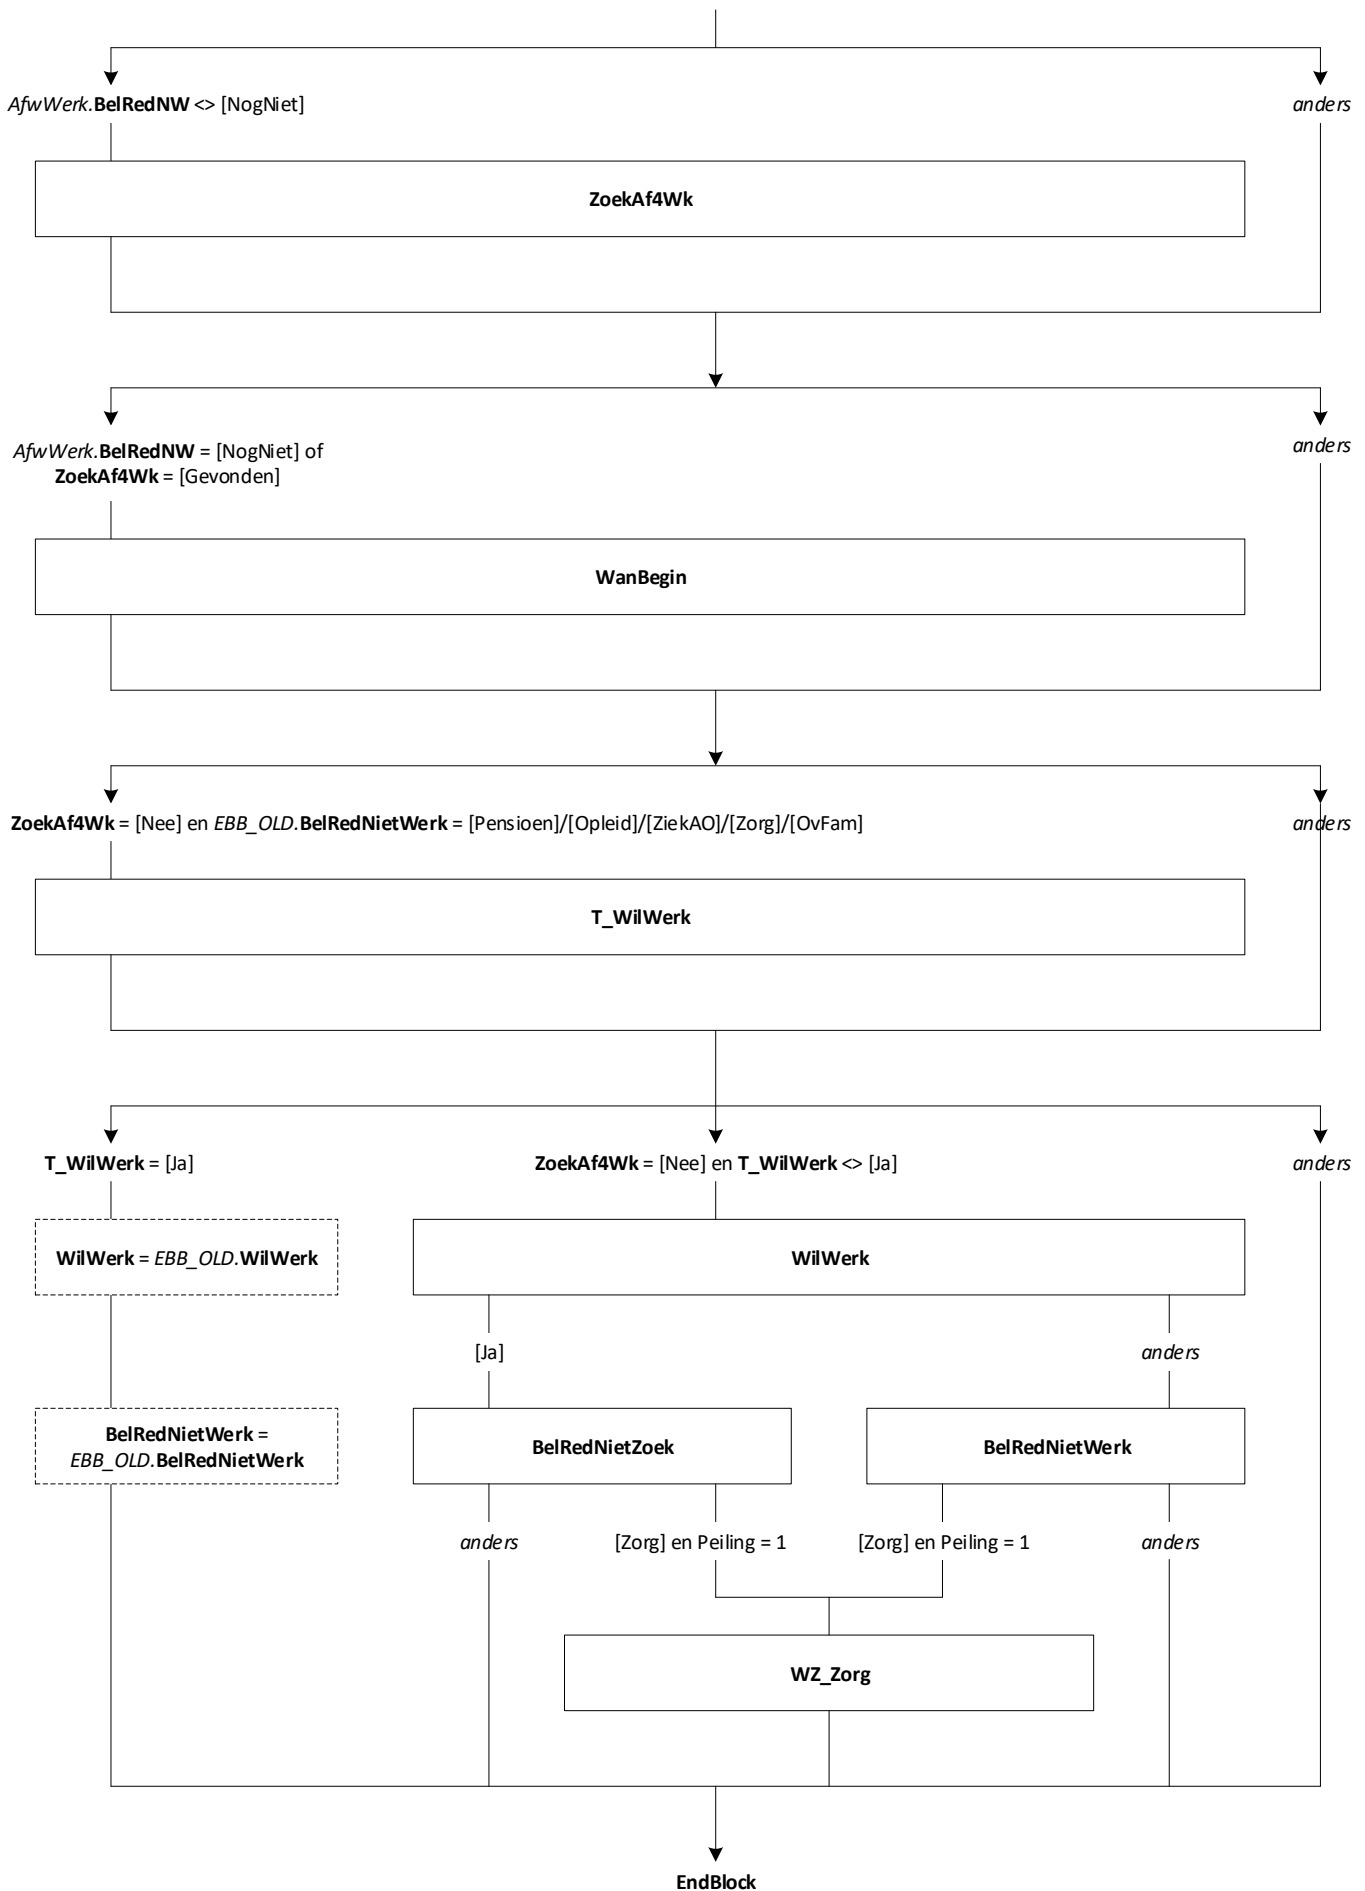 AfwWerk.BelRedNW <> [NogNiet]
anders
ZoekAf4Wk
AfwWerk.BelRedNW = [NogNiet] of
ZoekAf4Wk = [Gevonden]
anders
WanBegin
ZoekAf4Wk = [Nee] en EBB_OLD.BelRedNietWerk = [Pensioen]/[Opleid]/[ZiekAO]/[Zorg]/[OvFam]
anders
T_WilWerk
T_WilWerk = [Ja]
ZoekAf4Wk = [Nee] en T_WilWerk <> [Ja]
anders
WilWerk = EBB_OLD.WilWerk
WilWerk
[Ja]
anders
BelRedNietWerk =
EBB_OLD.BelRedNietWerk
BelRedNietZoek
BelRedNietWerk
anders
[Zorg] en Peiling = 1
[Zorg] en Peiling = 1
anders
WZ_Zorg
EndBlock